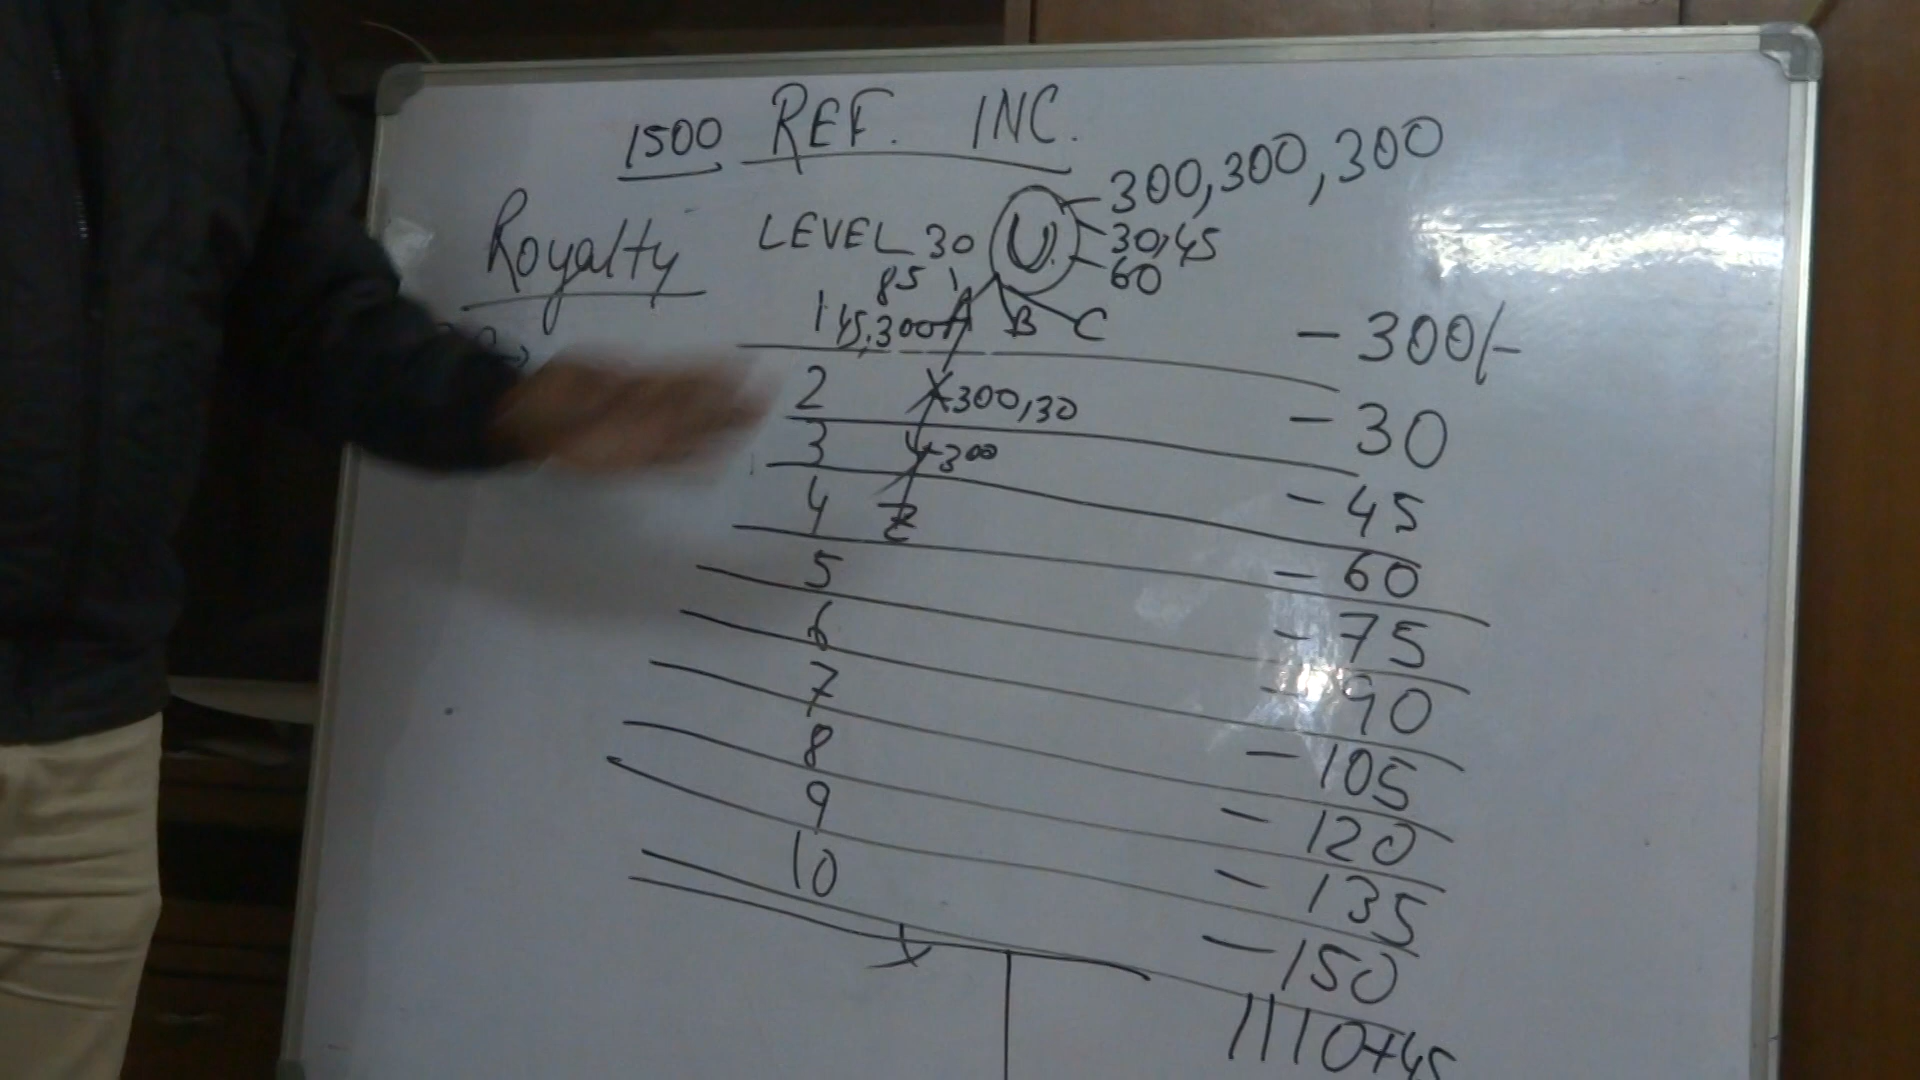 1500 REF. INC.
300,300,300
Royalty LEVEL 30 U. 30,45
85 60
1 45,300 A B C - 300/-
2 X 300,30 - 30
3 Y 300 - 45
4 Z - 60
5 - 75
6 - 90
7 - 105
8 - 120
9 - 135
10 - 150
1110+45